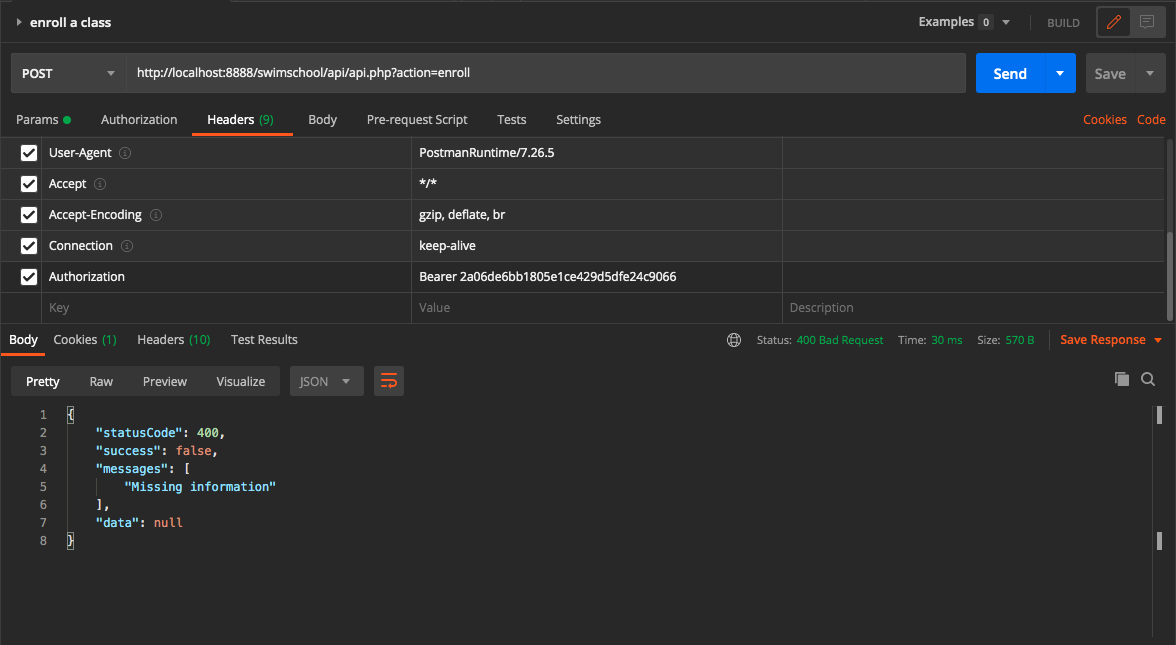 enroll a class Examples 0 BUILD
POST http://localhost:8888/swimschool/api/api.php?action=enroll Send Save
Params Authorization Headers (9) Body Pre-request Script Tests Settings Cookies Code
User-Agent PostmanRuntime/7.26.5
Accept */*
Accept-Encoding gzip, deflate, br
Connection keep-alive
Authorization Bearer 2a06de6bb1805e1ce429d5dfe24c9066
Key Value Description
Body Cookies (1) Headers (10) Test Results Status: 400 Bad Request Time: 30 ms Size: 570 B Save Response
Pretty Raw Preview Visualize JSON
1 {
2 "statusCode": 400,
3 "success": false,
4 "messages": [
5 "Missing information"
6 ],
7 "data": null
8 }